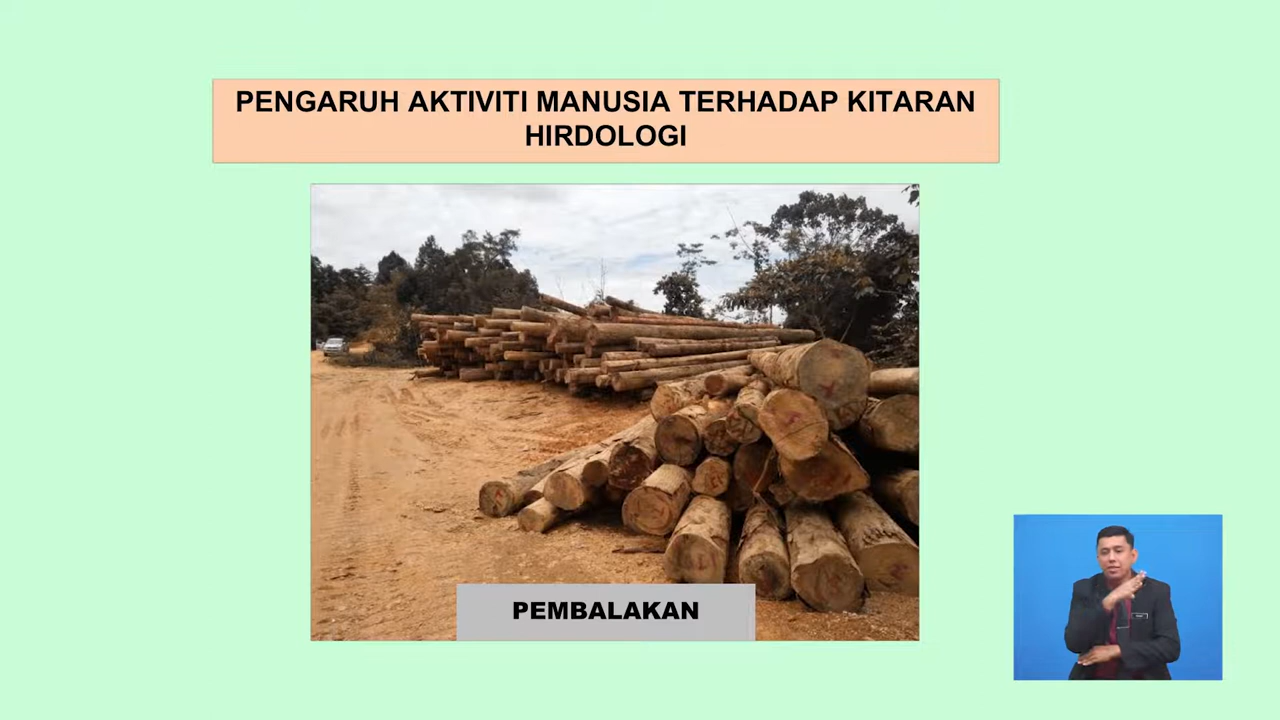 PENGARUH AKTIVITI MANUSIA TERHADAP KITARAN
HIRDOLOGI
PEMBALAKAN